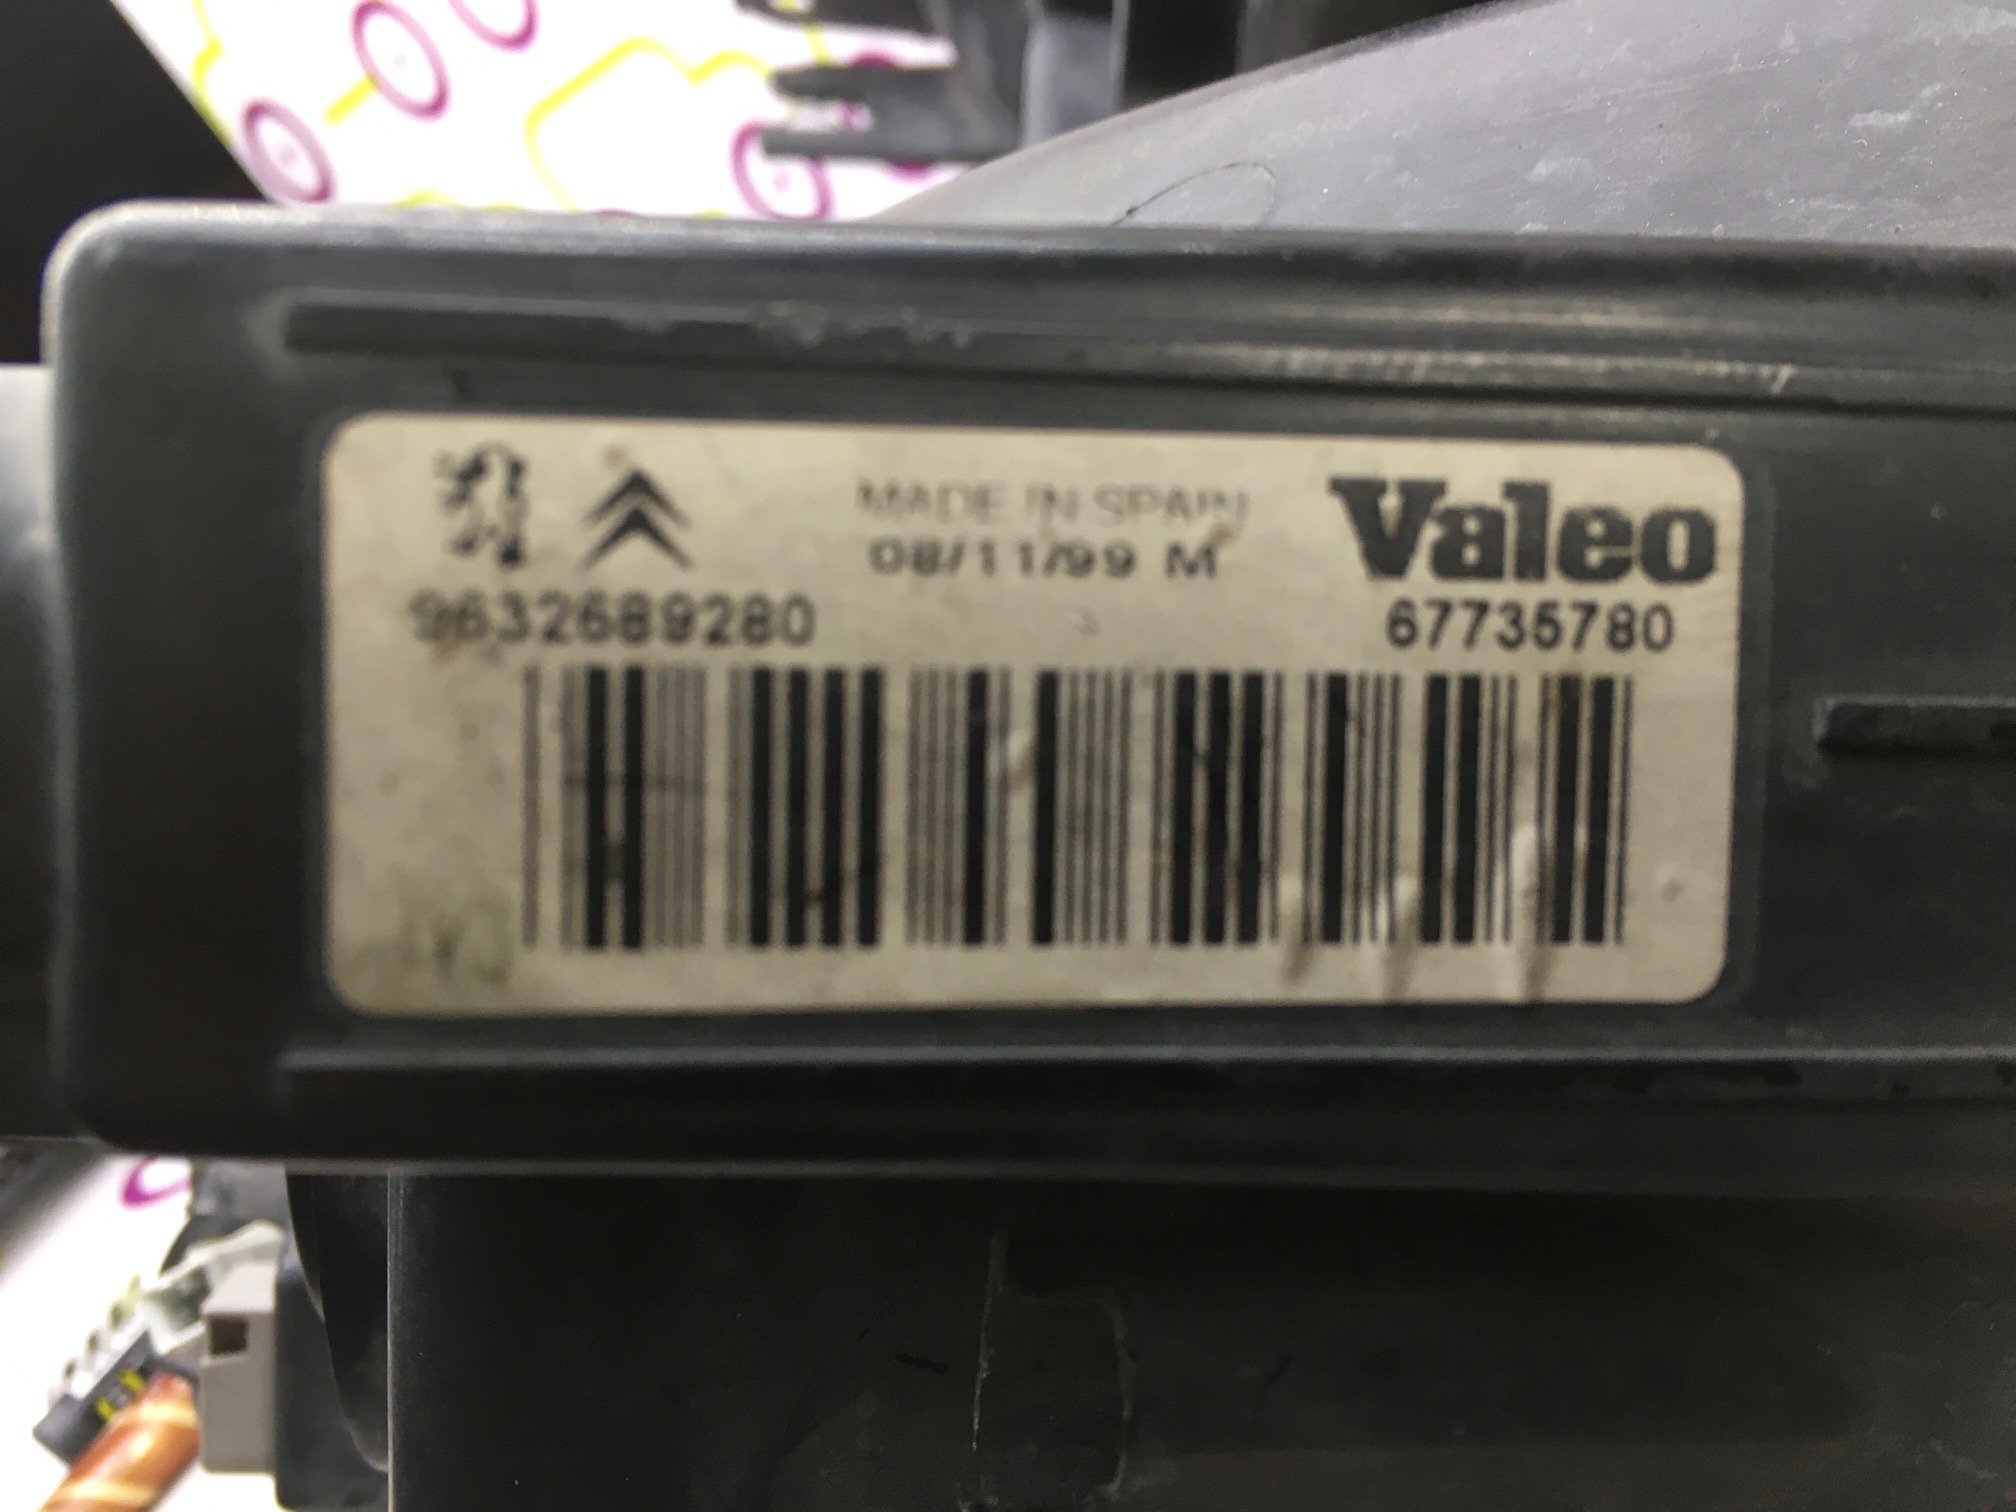 MADE IN SPAIN
Valeo
08/11/99 M
9632689280
67735780